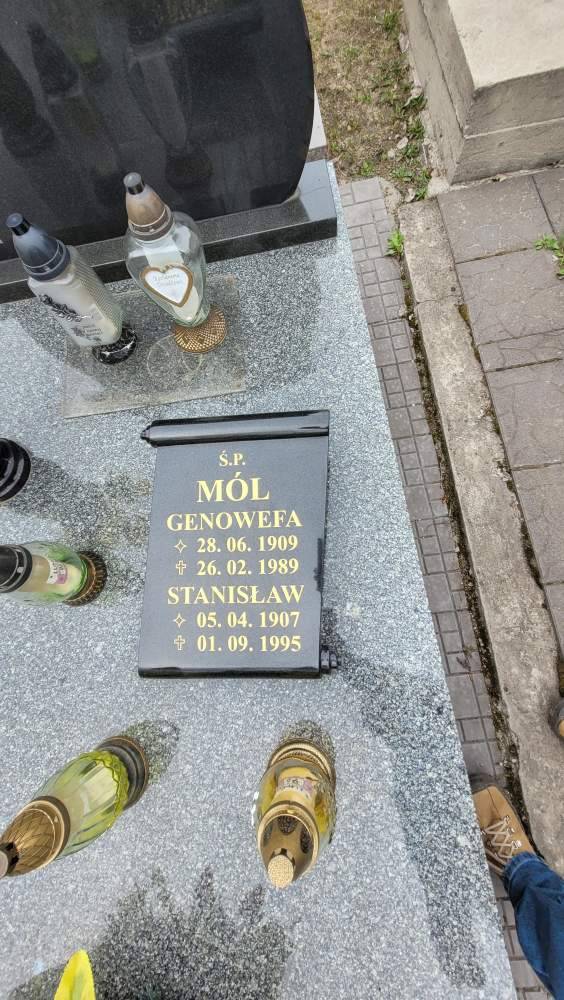 Ś.P.
MÓL
GENOWEFA
✧ 28. 06. 1909
✝ 26. 02. 1989
STANISŁAW
✧ 05. 04. 1907
✝ 01. 09. 1995